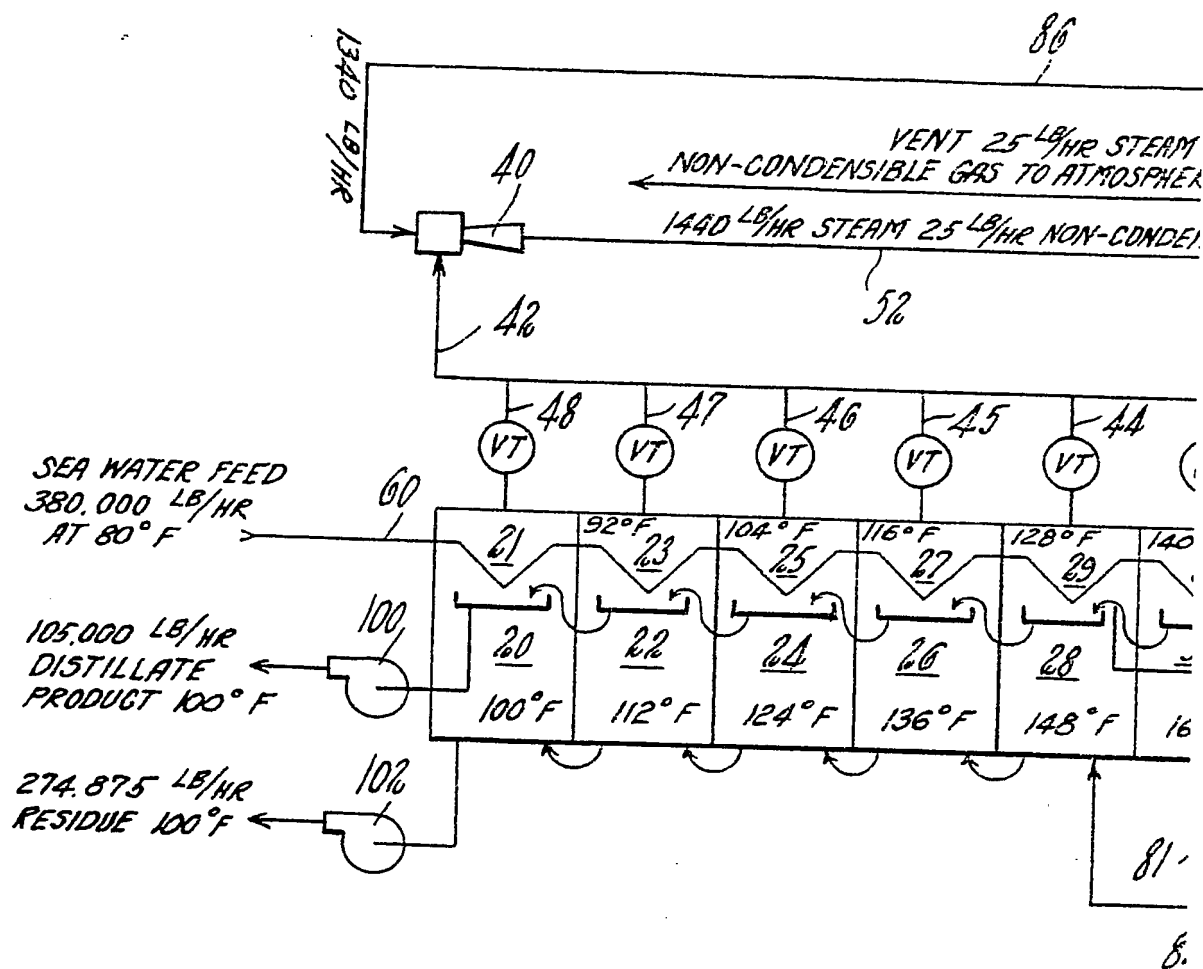 86
1340 LB/HR
VENT 25 LB/HR STEAM
NON-CONDENSIBLE GAS TO ATMOSPHER
40
1440 LB/HR STEAM 25 LB/HR NON-CONDEN
52
42
48
47
46
45
44
VT
VT
VT
VT
VT
SEA WATER FEED
380.000 LB/HR
AT 80°F
60
92°F
104°F
116°F
128°F
140
21
23
25
27
29
105,000 LB/HR
DISTILLATE
PRODUCT 100°F
100
20
22
24
26
28
100°F
112°F
124°F
136°F
148°F
16
274.875 LB/HR
RESIDUE 100°F
102
81
8